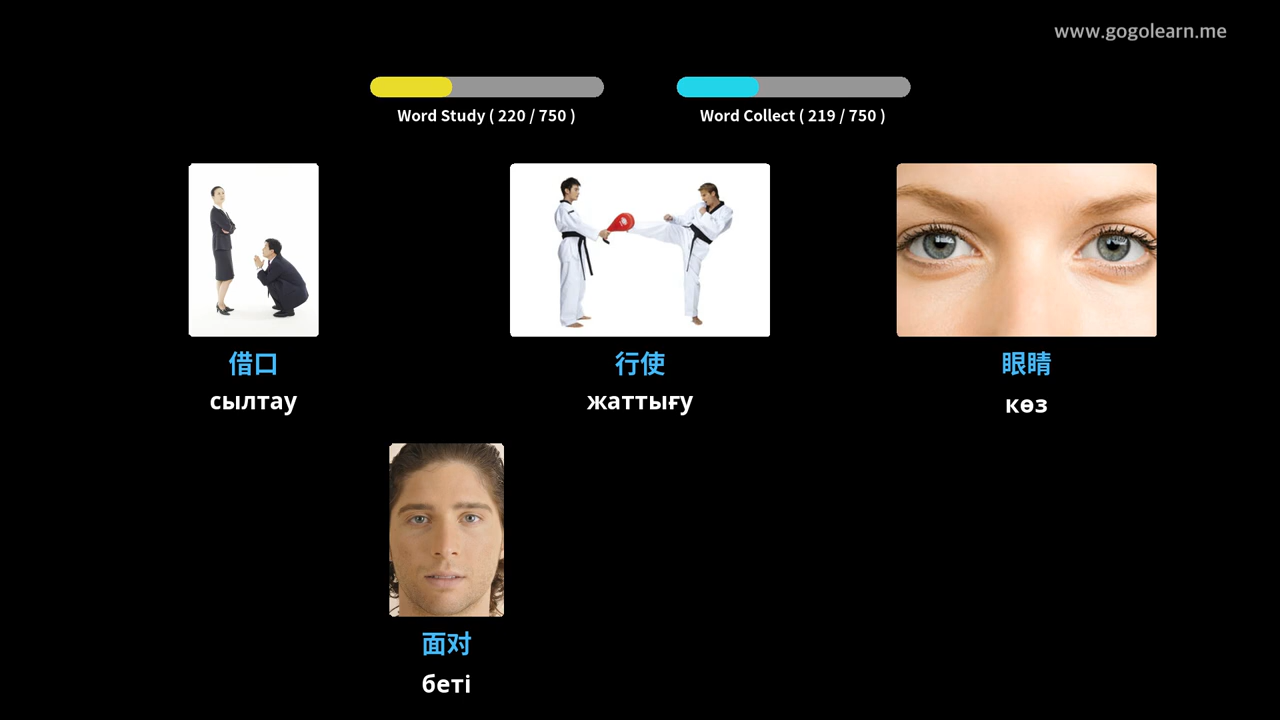 www.gogolearn.me
Word Study ( 220 / 750 )
Word Collect ( 219 / 750 )
借口
сылтау
行使
жаттығу
眼睛
көз
面对
беті